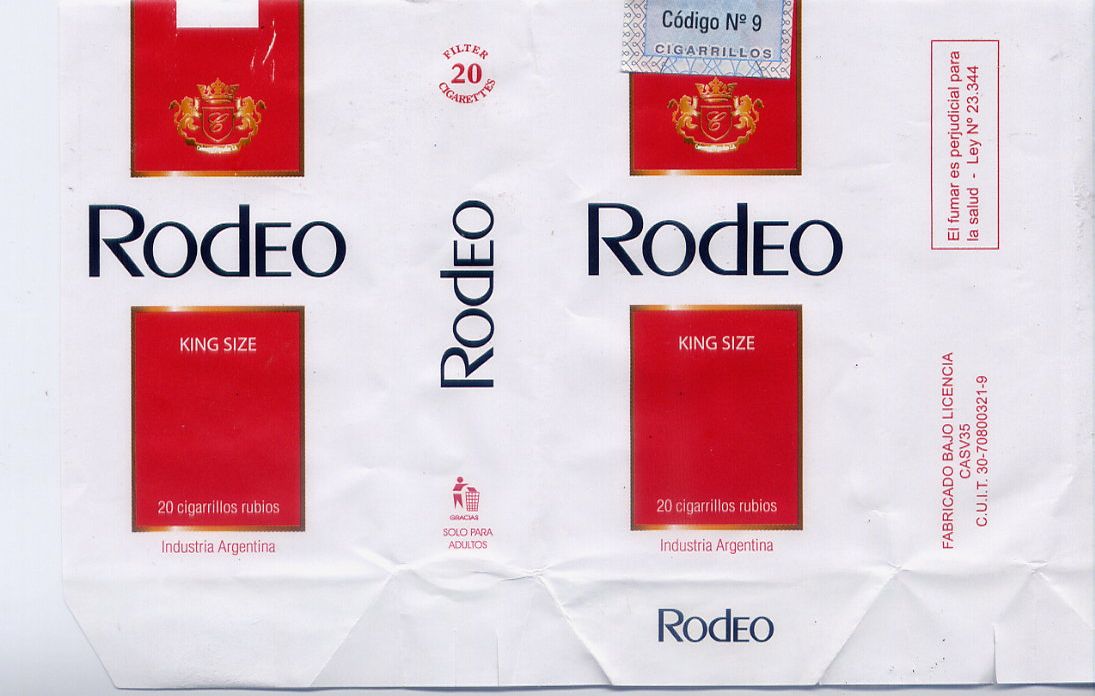 RodEO
KING SIZE
20 cigarrillos rubios
Industria Argentina
FILTER
20
CIGARETTES
RodEO
GRACIAS
SOLO PARA
ADULTOS
Código Nº 9
CIGARRILLOS
RodEO
KING SIZE
20 cigarrillos rubios
Industria Argentina
RodEO
El fumar es perjudicial para
la salud - Ley Nº 23.344
FABRICADO BAJO LICENCIA
CASV35
C.U.I.T. 30-70800321-9